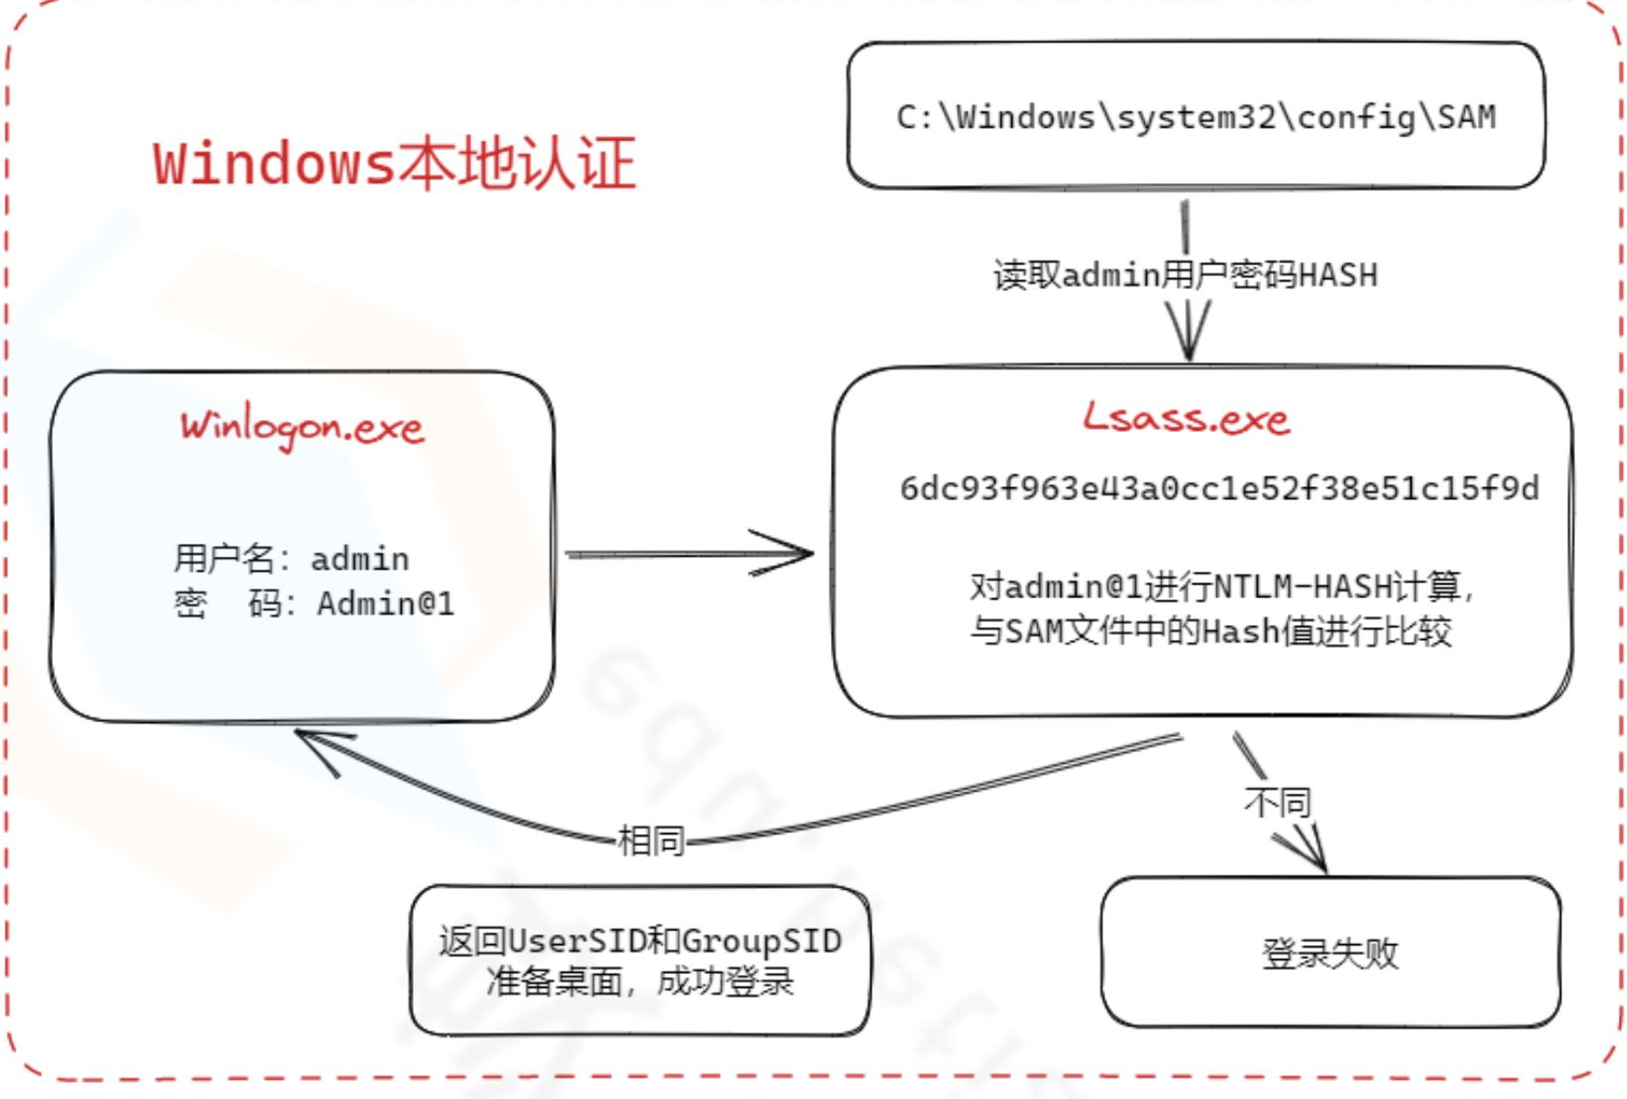 C:\Windows\system32\config\SAM
Windows本地认证
读取admin用户密码HASH
Winlogon.exe
用户名: admin
密 码: Admin@1
Lsass.exe
6dc93f963e43a0cc1e52f38e51c15f9d
对admin@1进行NTLM-HASH计算,
与SAM文件中的Hash值进行比较
相同
不同
返回UserSID和GroupSID
准备桌面, 成功登录
登录失败